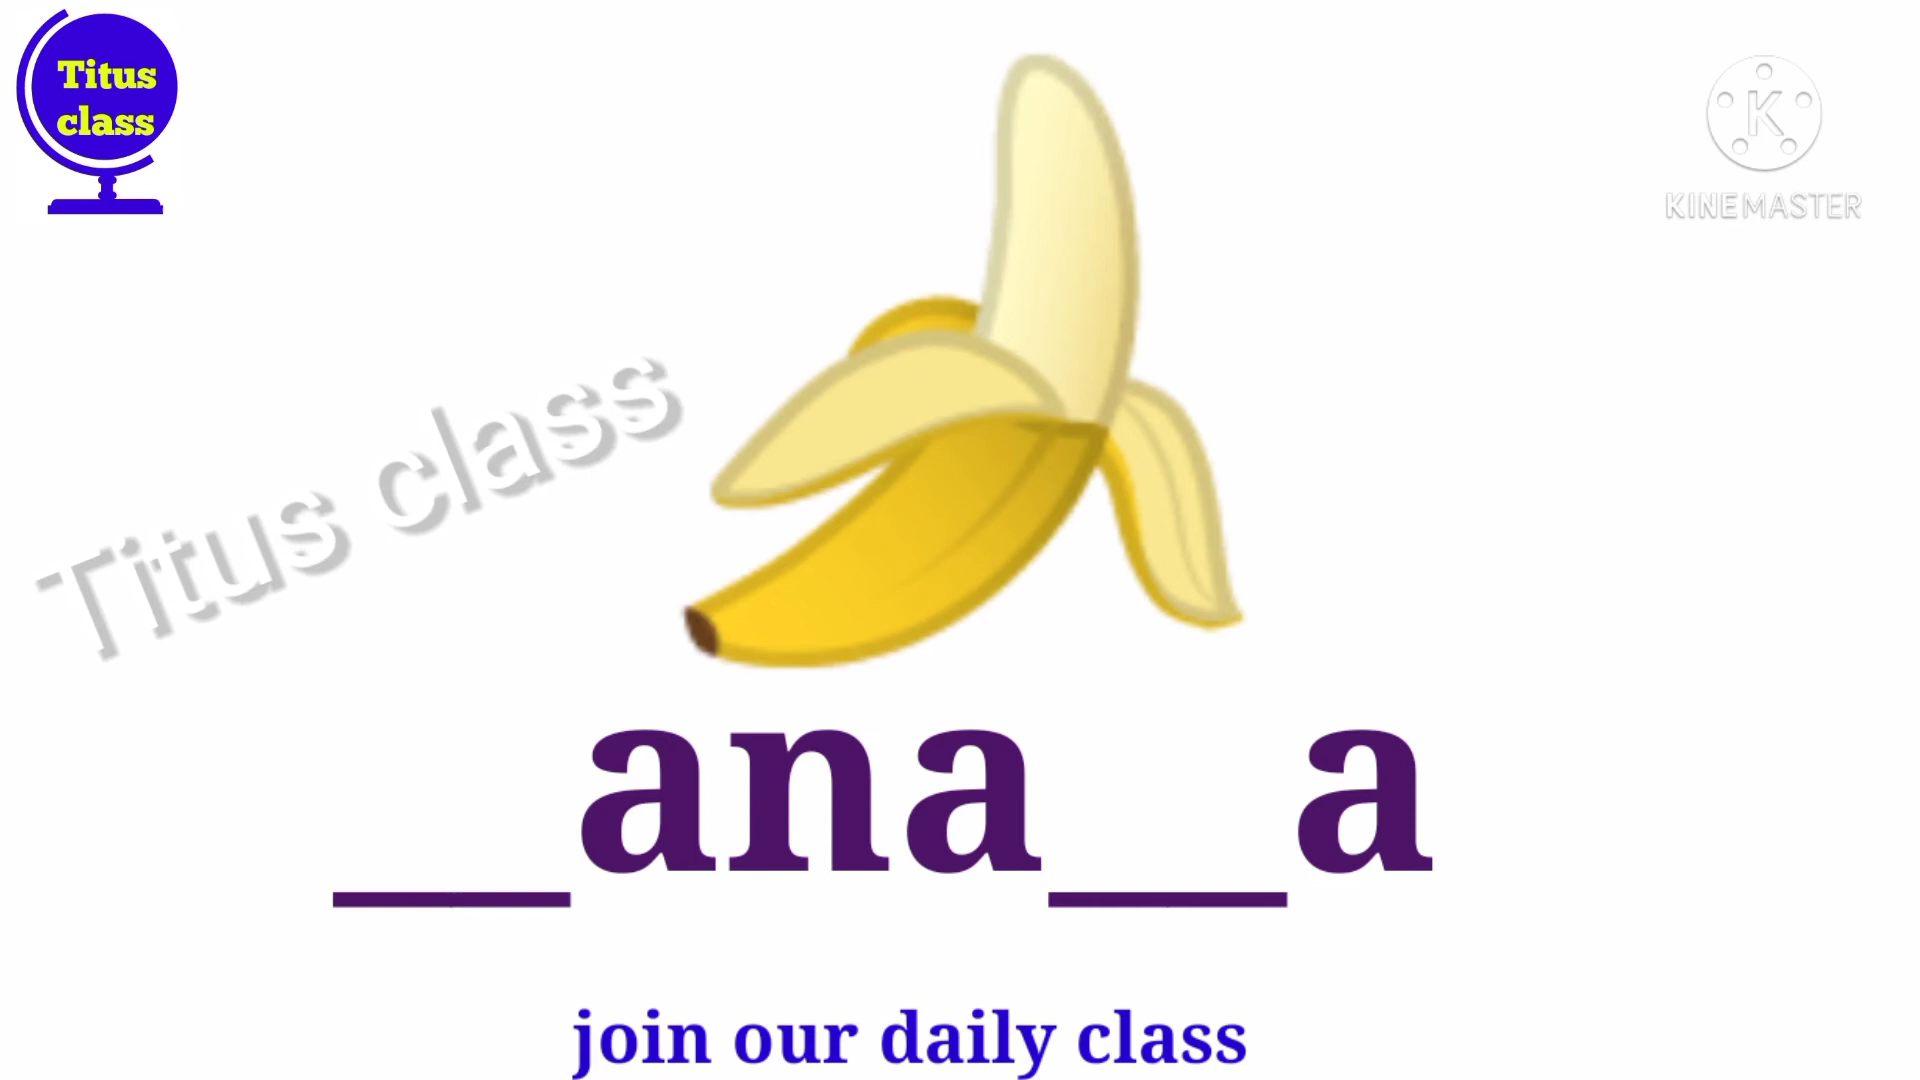 Titus
class
K
KINEMASTER
Titus class
__ana__a
join our daily class